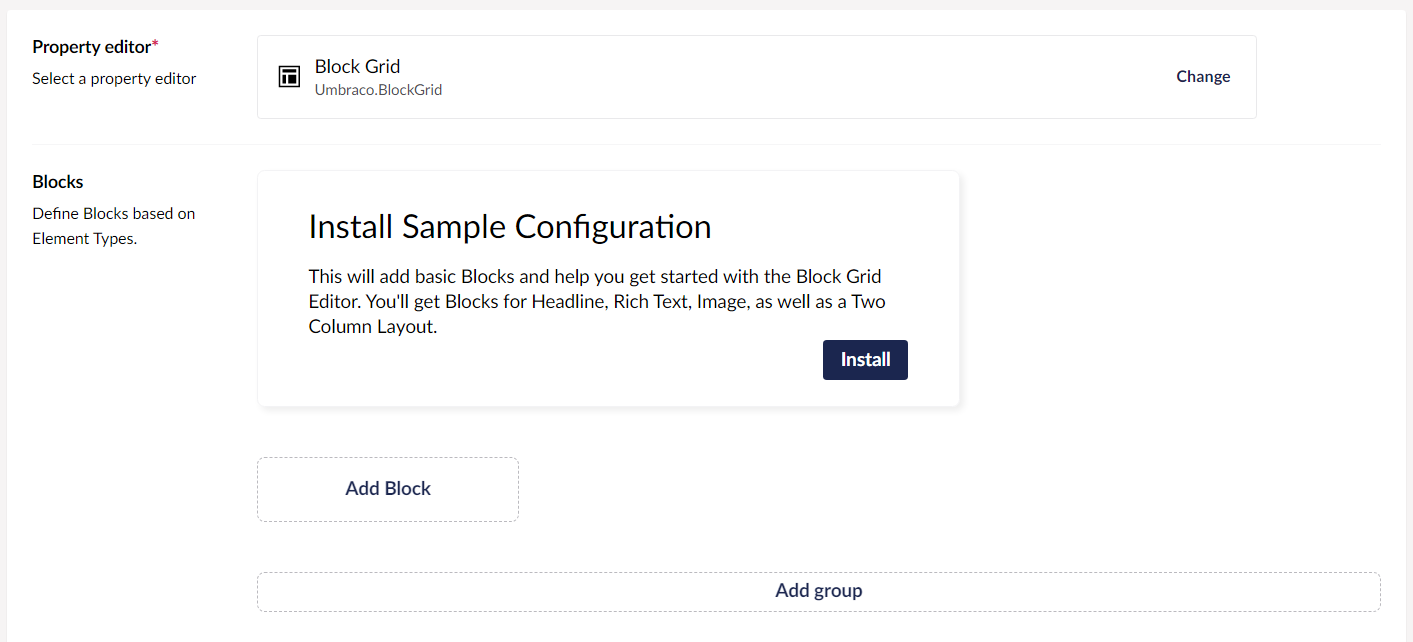 Property editor*
Select a property editor
Block Grid
Umbraco.BlockGrid
Change
Blocks
Define Blocks based on
Element Types.
Install Sample Configuration
This will add basic Blocks and help you get started with the Block Grid
Editor. You'll get Blocks for Headline, Rich Text, Image, as well as a Two
Column Layout.
Install
Add Block
Add group